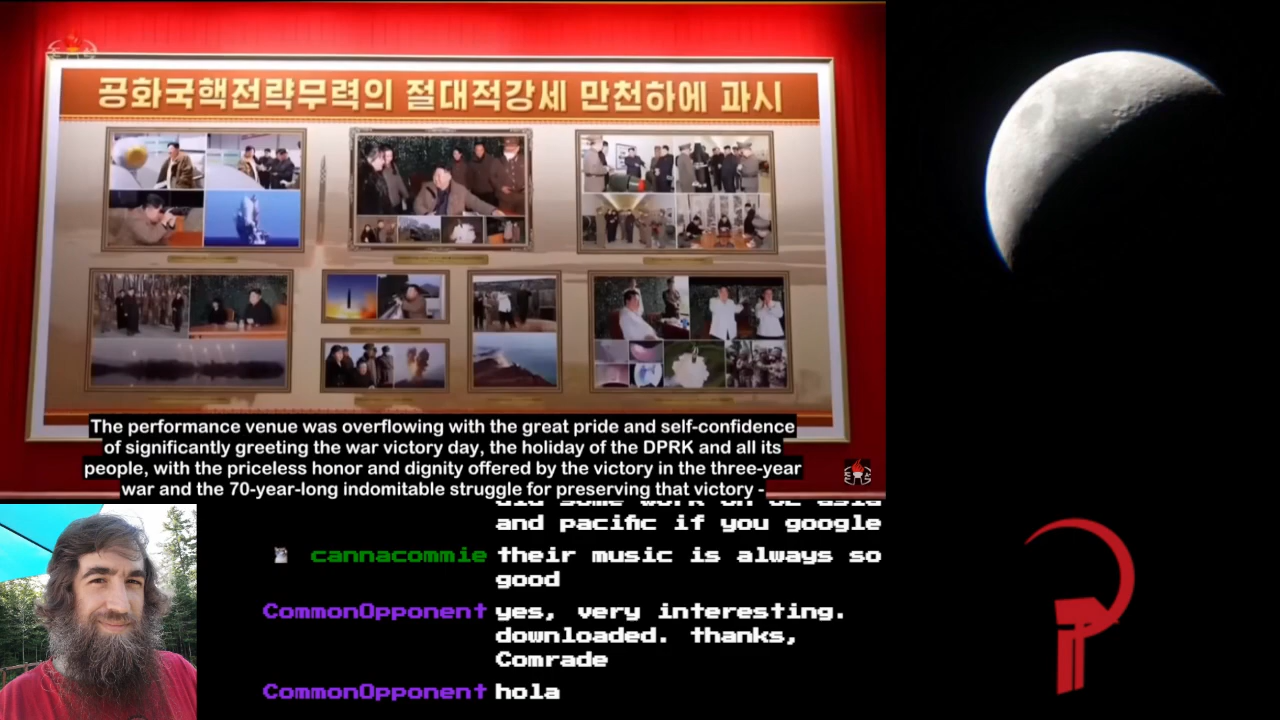 공화국핵전략무력의 절대적강세 만천하에 과시
The performance venue was overflowing with the great pride and self-confidence
of significantly greeting the war victory day, the holiday of the DPRK and all its
people, with the priceless honor and dignity offered by the victory in the three-year
war and the 70-year-long indomitable struggle for preserving that victory -
and pacific if you google
cannacommie their music is always so
good
CommonOpponent yes, very interesting.
downloaded. thanks,
Comrade
CommonOpponent hola